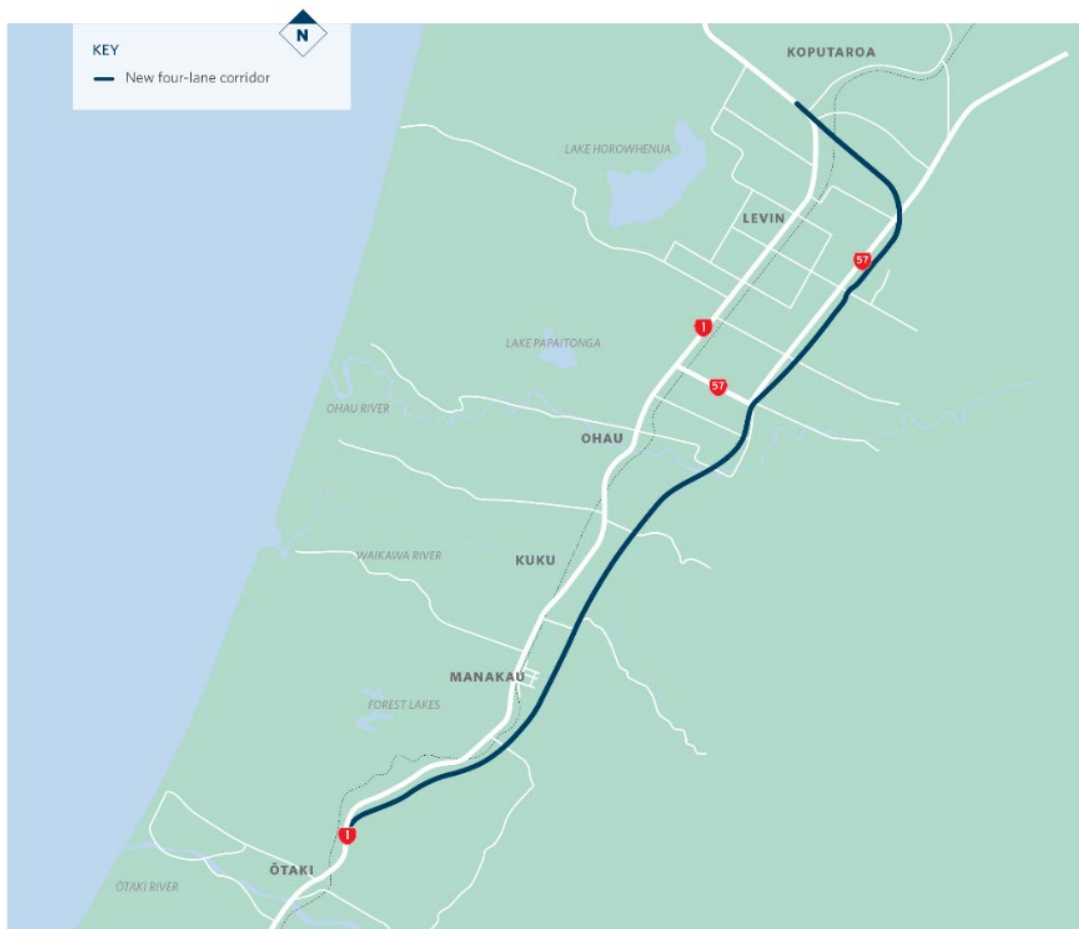 N
KEY
New four-lane corridor
KOPUTAROA
LAKE HOROWHENUA
LEVIN
57
1
LAKE PAPAITONGA
57
OHAU RIVER
OHAU
WAIKAWA RIVER
KUKU
MANAKAU
FOREST LAKES
1
ŌTAKI
ŌTAKI RIVER